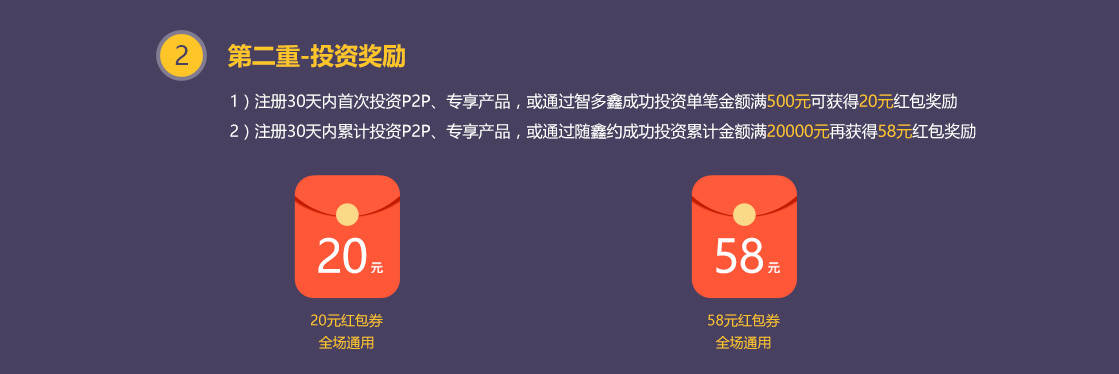 2
第二重-投资奖励
1）注册30天内首次投资P2P、专享产品，或通过智多鑫成功投资单笔金额满500元可获得20元红包奖励
2）注册30天内累计投资P2P、专享产品，或通过随鑫约成功投资累计金额满20000元再获得58元红包奖励
20元
58元
20元红包券
58元红包券
全场通用
全场通用